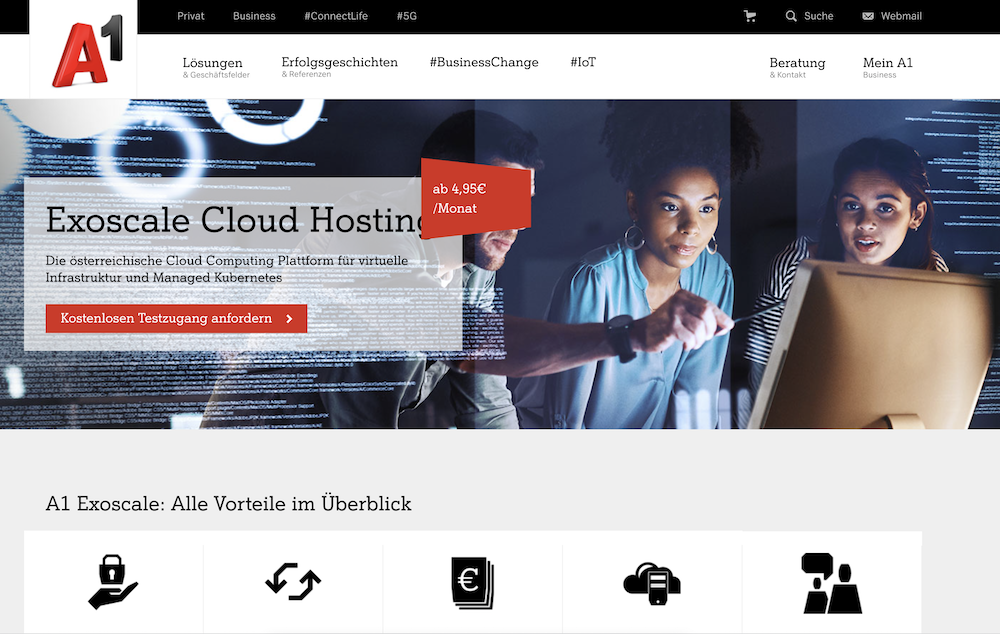 Privat
Business
#ConnectLife
#5G
Suche
Webmail
A1
Lösungen
& Geschäftsfelder
Erfolgsgeschichten
& Referenzen
#BusinessChange
#IoT
Beratung
& Kontakt
Mein A1
Business
ab 4,95€
/Monat
Exoscale Cloud Hosting
Die österreichische Cloud Computing Plattform für virtuelle
Infrastruktur und Managed Kubernetes
Kostenlosen Testzugang anfordern
A1 Exoscale: Alle Vorteile im Überblick
€